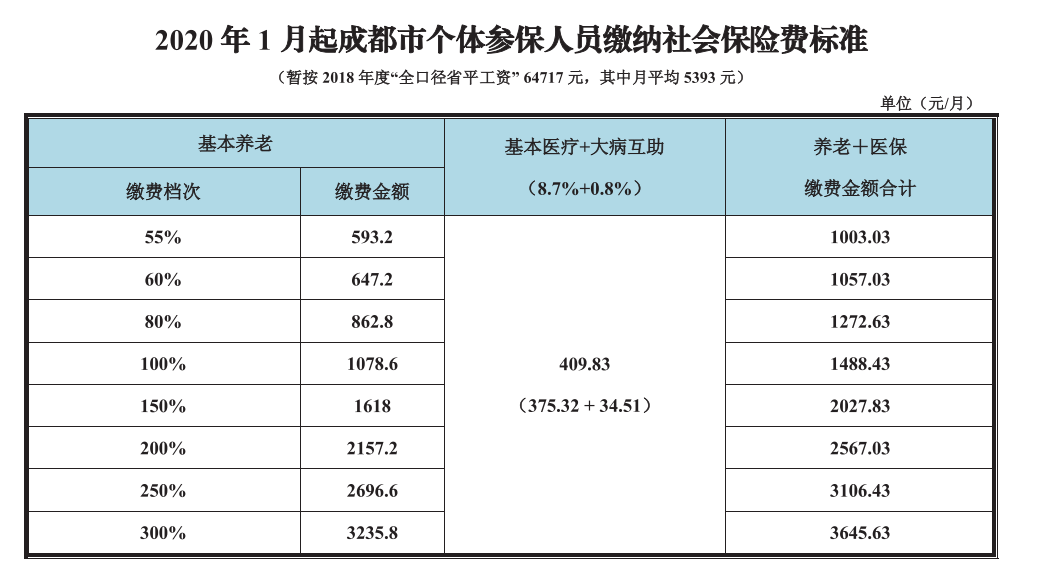 2020 年 1 月起成都市个体参保人员缴纳社会保险费标准
（暂按 2018 年度“全口径省平工资” 64717 元，其中月平均 5393 元）
单位（元/月）
基本养老
基本医疗+大病互助
（8.7%+0.8%）
养老＋医保
缴费金额合计
缴费档次 缴费金额
55% 593.2 1003.03
60% 647.2 1057.03
80% 862.8 1272.63
100% 1078.6 409.83 1488.43
150% 1618 （375.32 + 34.51） 2027.83
200% 2157.2 2567.03
250% 2696.6 3106.43
300% 3235.8 3645.63